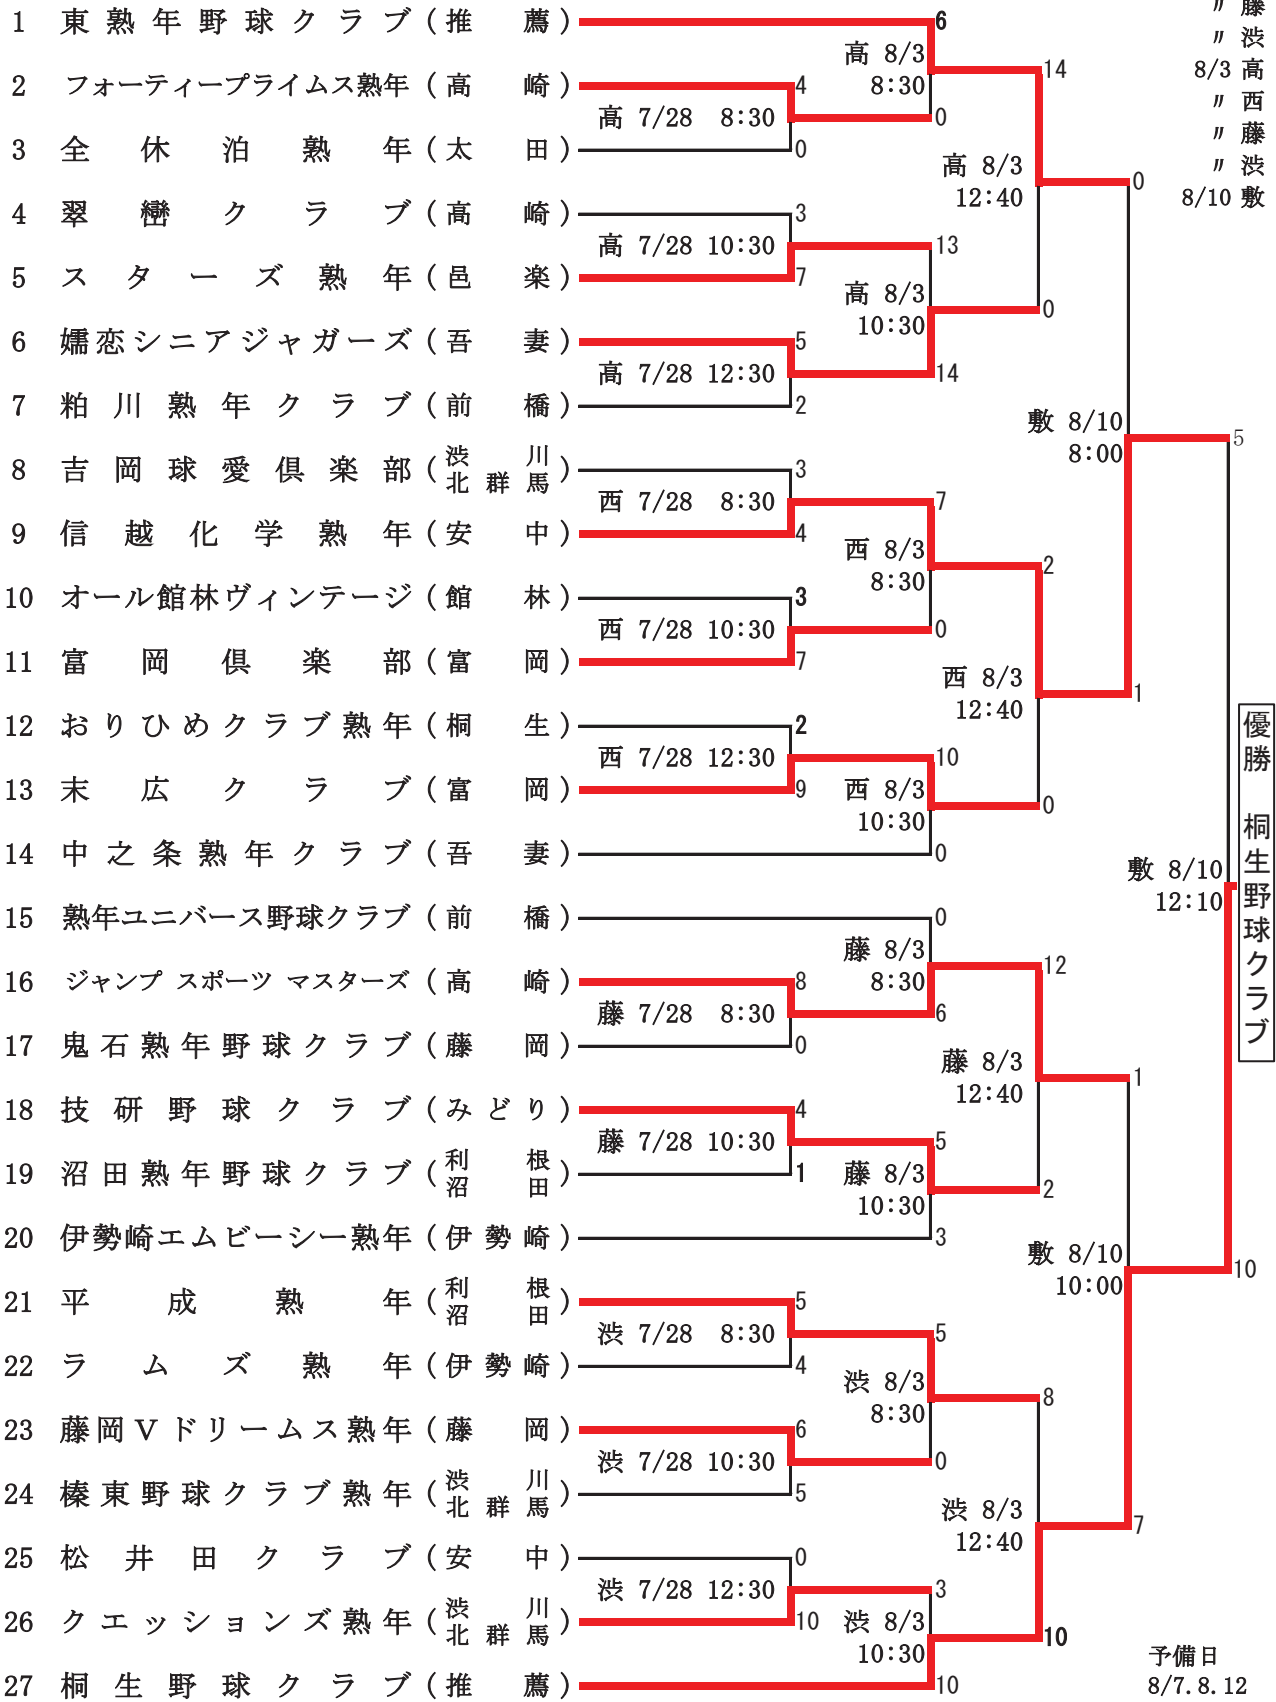 〃 藤
〃 渋
8/3 高
〃 西
〃 藤
〃 渋
8/10 敷
1 東熟年野球クラブ(推薦) 6
高 8/3 8:30
14
2 フォーティープライムス熟年(高崎) 4
高 7/28 8:30
0
3 全休泊熟年(太田) 0
高 8/3 12:40
0
4 翠巒クラブ(高崎) 3
高 7/28 10:30
13
5 スターズ熟年(邑楽) 7
高 8/3 10:30
0
6 嬬恋シニアジャガーズ(吾妻) 5
高 7/28 12:30
14
7 粕川熟年クラブ(前橋) 2
敷 8/10 8:00
5
8 吉岡球愛倶楽部(渋川北群馬) 3
西 7/28 8:30
7
9 信越化学熟年(安中) 4
西 8/3 8:30
2
10 オール館林ヴィンテージ(館林) 3
西 7/28 10:30
0
11 富岡倶楽部(富岡) 7
西 8/3 12:40
1
12 おりひめクラブ熟年(桐生) 2
西 7/28 12:30
10
13 末広クラブ(富岡) 9
西 8/3 10:30
0
14 中之条熟年クラブ(吾妻) 0
敷 8/10 12:10
優勝 桐生野球クラブ
15 熟年ユニバース野球クラブ(前橋) 0
藤 8/3 8:30
12
16 ジャンプ スポーツ マスターズ(高崎) 8
藤 7/28 8:30
6
17 鬼石熟年野球クラブ(藤岡) 0
藤 8/3 12:40
1
18 技研野球クラブ(みどり) 4
藤 7/28 10:30
5
19 沼田熟年野球クラブ(利根沼田) 1
藤 8/3 10:30
2
20 伊勢崎エムビーシー熟年(伊勢崎) 3
敷 8/10 10:00
10
21 平成熟年(利根沼田) 5
渋 7/28 8:30
5
22 ラムズ熟年(伊勢崎) 4
渋 8/3 8:30
8
23 藤岡Vドリームス熟年(藤岡) 6
渋 7/28 10:30
0
24 榛東野球クラブ熟年(渋川北群馬) 5
渋 8/3 12:40
7
25 松井田クラブ(安中) 0
渋 7/28 12:30
3
26 クエッションズ熟年(渋川北群馬) 10
渋 8/3 10:30
10
27 桐生野球クラブ(推薦) 10
予備日
8/7.8.12